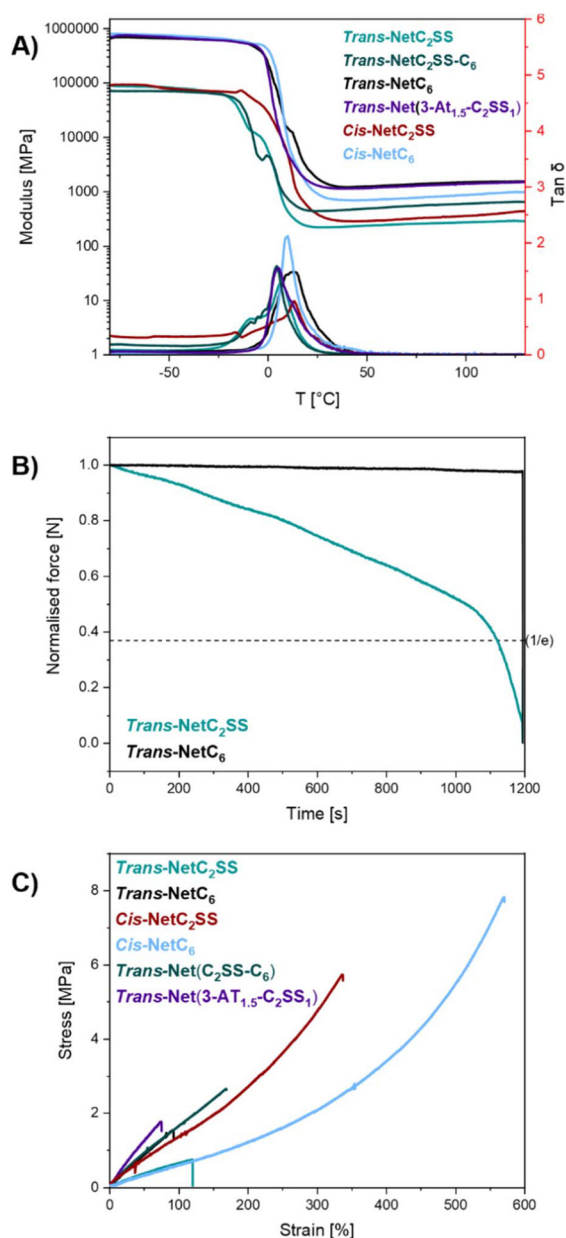 A)
Trans-NetC₂SS
Trans-NetC₂SS-C₆
Trans-NetC₆
Trans-Net(3-At₁.₅-C₂SS₁)
Cis-NetC₂SS
Cis-NetC₆
Modulus [MPa]
1000000
100000
10000
1000
100
10
1
Tan δ
6
5
4
3
2
1
0
-50
0
50
100
T [°C]
B)
Normalised force [N]
1.0
0.8
0.6
0.4
0.2
0.0
(1/e)
Trans-NetC₂SS
Trans-NetC₆
0
200
400
600
800
1000
1200
Time [s]
C)
Trans-NetC₂SS
Trans-NetC₆
Cis-NetC₂SS
Cis-NetC₆
Trans-Net(C₂SS-C₆)
Trans-Net(3-AT₁.₅-C₂SS₁)
Stress [MPa]
8
6
4
2
0
0
100
200
300
400
500
600
Strain [%]